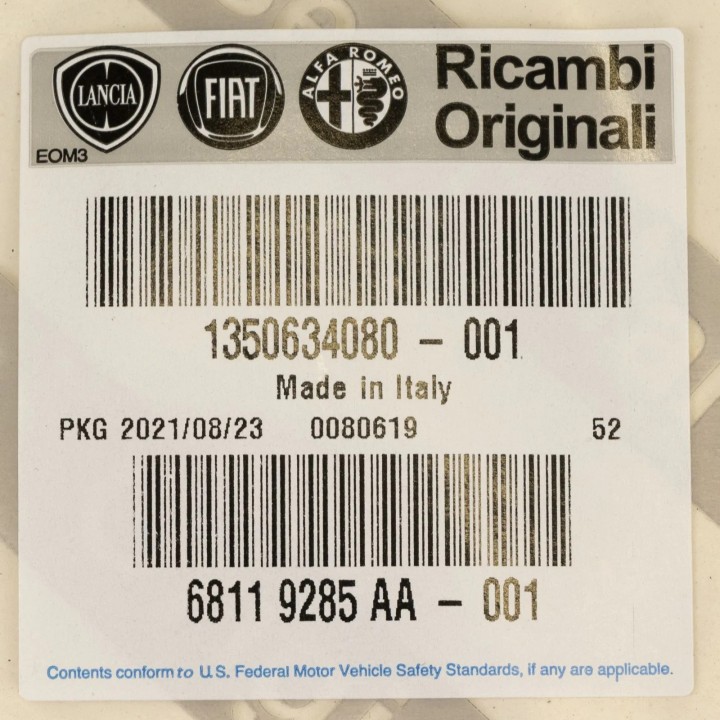 LANCIA FIAT ALFA ROMEO Ricambi
Originali
EOM3
1350634080 - 001
Made in Italy
PKG 2021/08/23 0080619 52
6811 9285 AA - 001
Contents conform to U.S. Federal Motor Vehicle Safety Standards, if any are applicable.